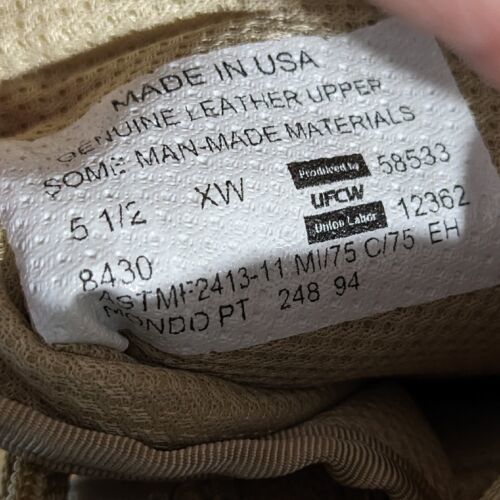 MADE IN USA
GENUINE LEATHER UPPER
SOME MAN-MADE MATERIALS
5 1/2 XW Produced by 58533
UFCW
Union Labor 12362
8430
ASTMF2413-11 MI/75 C/75 EH
MONDO PT 248 94